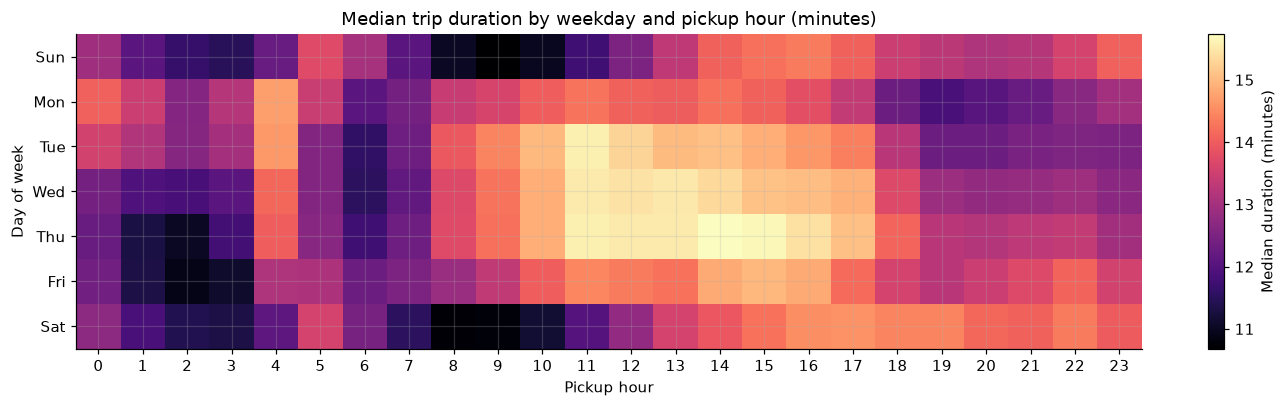 Median trip duration by weekday and pickup hour (minutes)
Day of week
Sun
Mon
Tue
Wed
Thu
Fri
Sat
0 1 2 3 4 5 6 7 8 9 10 11 12 13 14 15 16 17 18 19 20 21 22 23
Pickup hour
15
14
13
12
11
Median duration (minutes)